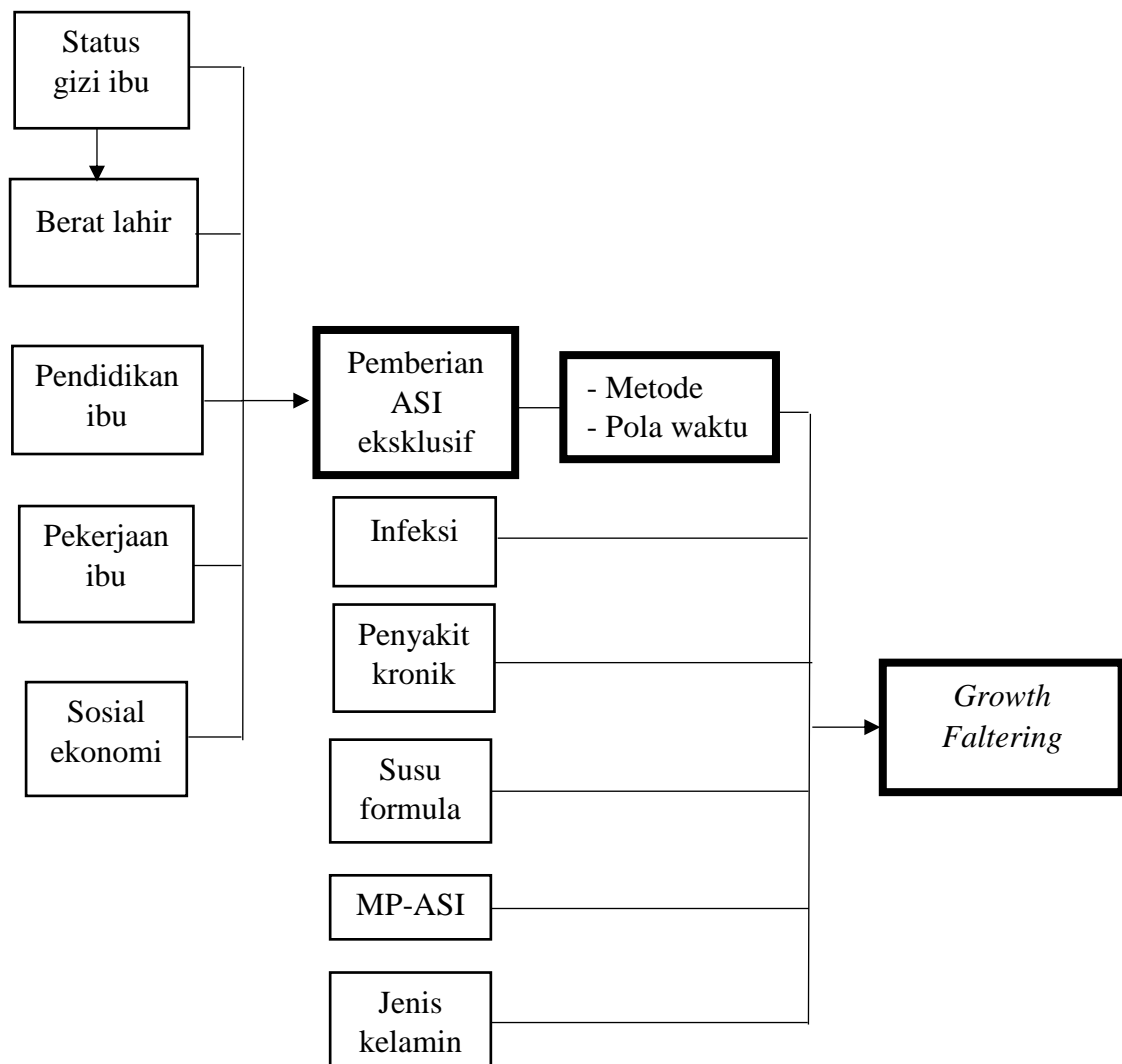 Status
gizi ibu
Berat lahir
Pendidikan
ibu
Pekerjaan
ibu
Sosial
ekonomi
Pemberian
ASI
eksklusif
- Metode
- Pola waktu
Infeksi
Penyakit
kronik
Susu
formula
MP-ASI
Jenis
kelamin
Growth
Faltering